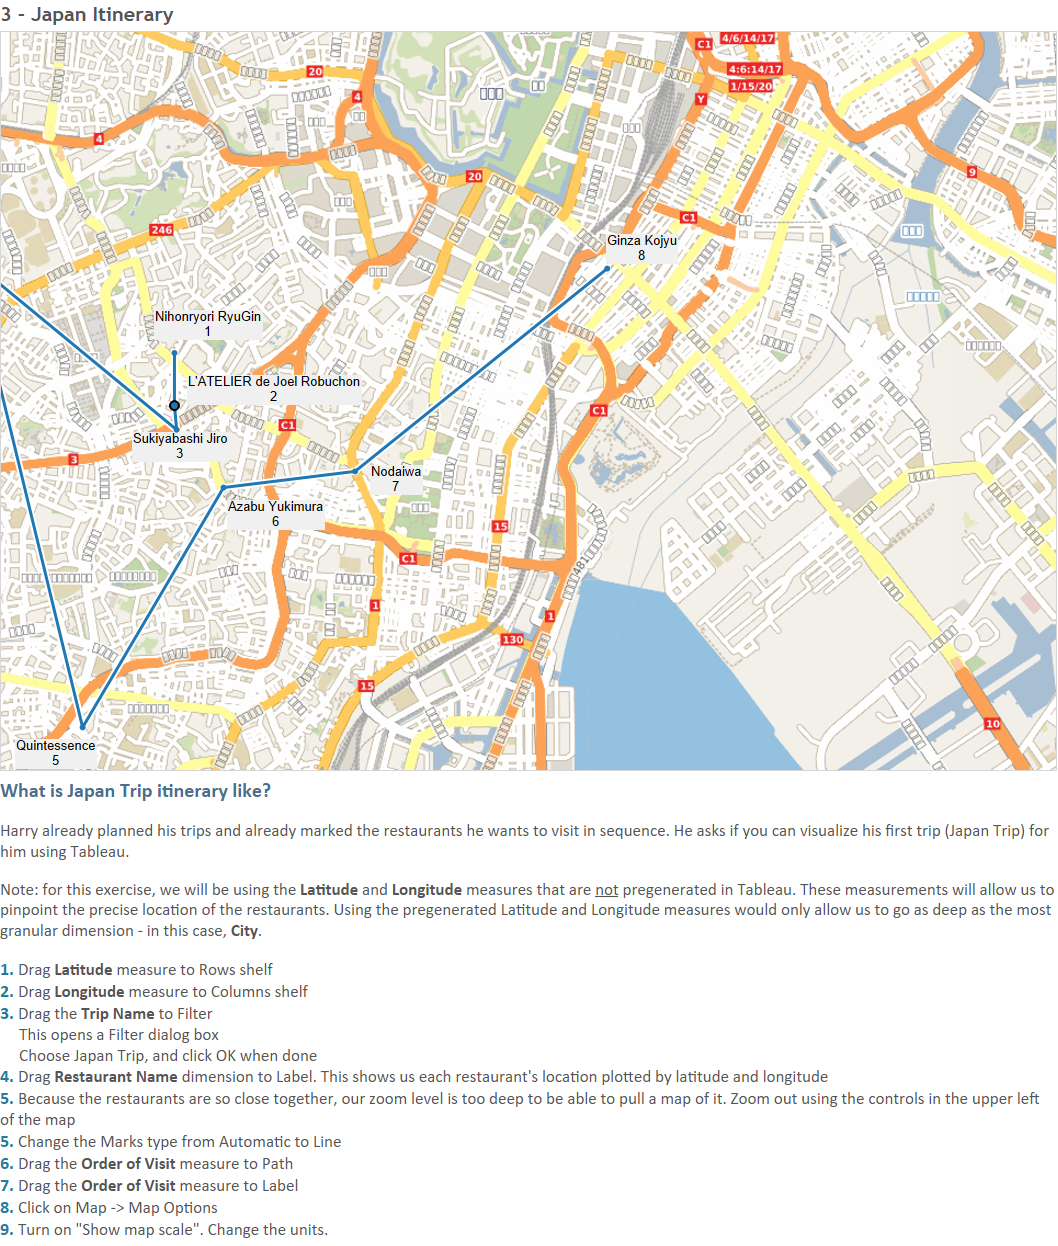 3 - Japan Itinerary
4/6/14/17
C1
20
4:6:14/17
4
1/15/20
Y
4
9
20
C1
246
Ginza Kojyu
8
Nihonryori RyuGin
1
L'ATELIER de Joel Robuchon
2
C1
C1
Sukiyabashi Jiro
3
3
Nodaiwa
7
Azabu Yukimura
6
15
C1
481
1
1
130
15
10
Quintessence
5
What is Japan Trip itinerary like?
Harry already planned his trips and already marked the restaurants he wants to visit in sequence. He asks if you can visualize his first trip (Japan Trip) for
him using Tableau.
Note: for this exercise, we will be using the Latitude and Longitude measures that are not pregenerated in Tableau. These measurements will allow us to
pinpoint the precise location of the restaurants. Using the pregenerated Latitude and Longitude measures would only allow us to go as deep as the most
granular dimension - in this case, City.
1. Drag Latitude measure to Rows shelf
2. Drag Longitude measure to Columns shelf
3. Drag the Trip Name to Filter
This opens a Filter dialog box
Choose Japan Trip, and click OK when done
4. Drag Restaurant Name dimension to Label. This shows us each restaurant's location plotted by latitude and longitude
5. Because the restaurants are so close together, our zoom level is too deep to be able to pull a map of it. Zoom out using the controls in the upper left
of the map
5. Change the Marks type from Automatic to Line
6. Drag the Order of Visit measure to Path
7. Drag the Order of Visit measure to Label
8. Click on Map -> Map Options
9. Turn on "Show map scale". Change the units.